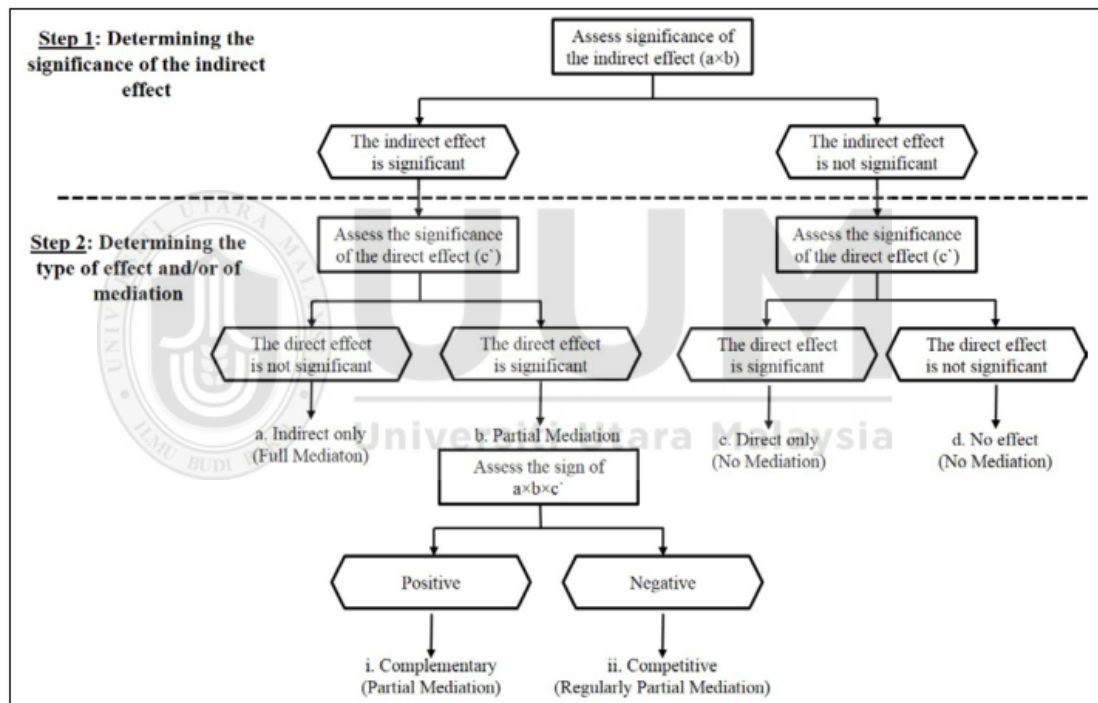 Step 1: Determining the
significance of the indirect
effect
Assess significance of
the indirect effect (a×b)
The indirect effect
is significant
The indirect effect
is not significant
Step 2: Determining the
type of effect and/or of
mediation
Assess the significance
of the direct effect (c`)
Assess the significance
of the direct effect (c`)
The direct effect
is not significant
The direct effect
is significant
The direct effect
is significant
The direct effect
is not significant
a. Indirect only
(Full Mediaton)
b. Partial Mediation
c. Direct only
(No Mediation)
d. No effect
(No Mediation)
Assess the sign of
a×b×c`
Positive
Negative
i. Complementary
(Partial Mediation)
ii. Competitive
(Regularly Partial Mediation)
UUM
Universiti Utara Malaysia
UNIVERSITI UTARA MALAYSIA
ILMU BUDI